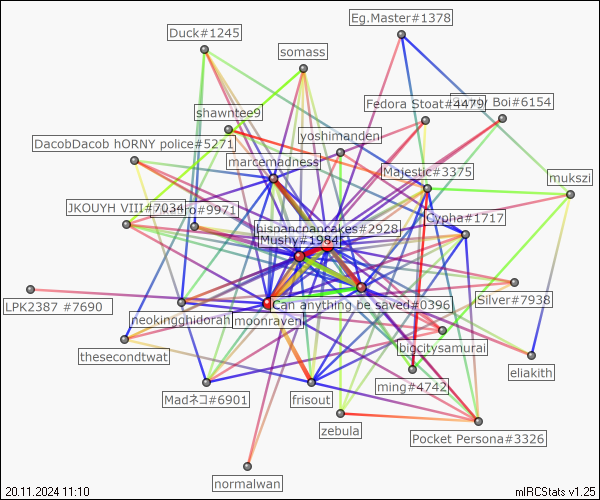 Eg.Master#1378
Duck#1245
somass
Fedora Stoat#4479
Boi#6154
shawntee9
yoshimanden
DacobDacob hORNY police#5271
marcemadness
Majestic#3375
mukszi
JKOUYH VIII#7034
#9971
Cypha#1717
hispancpancakes#2928
Mushy#1984
LPK2387 #7690
Can anything be saved#0396
Silver#7938
neokingghidorah
moonraven
thesecondtwat
biocitysamurai
eliakith
ming#4742
Madネコ#6901
frisout
zebula
Pocket Persona#3326
normalwan
20.11.2024 11:10
mIRCStats v1.25